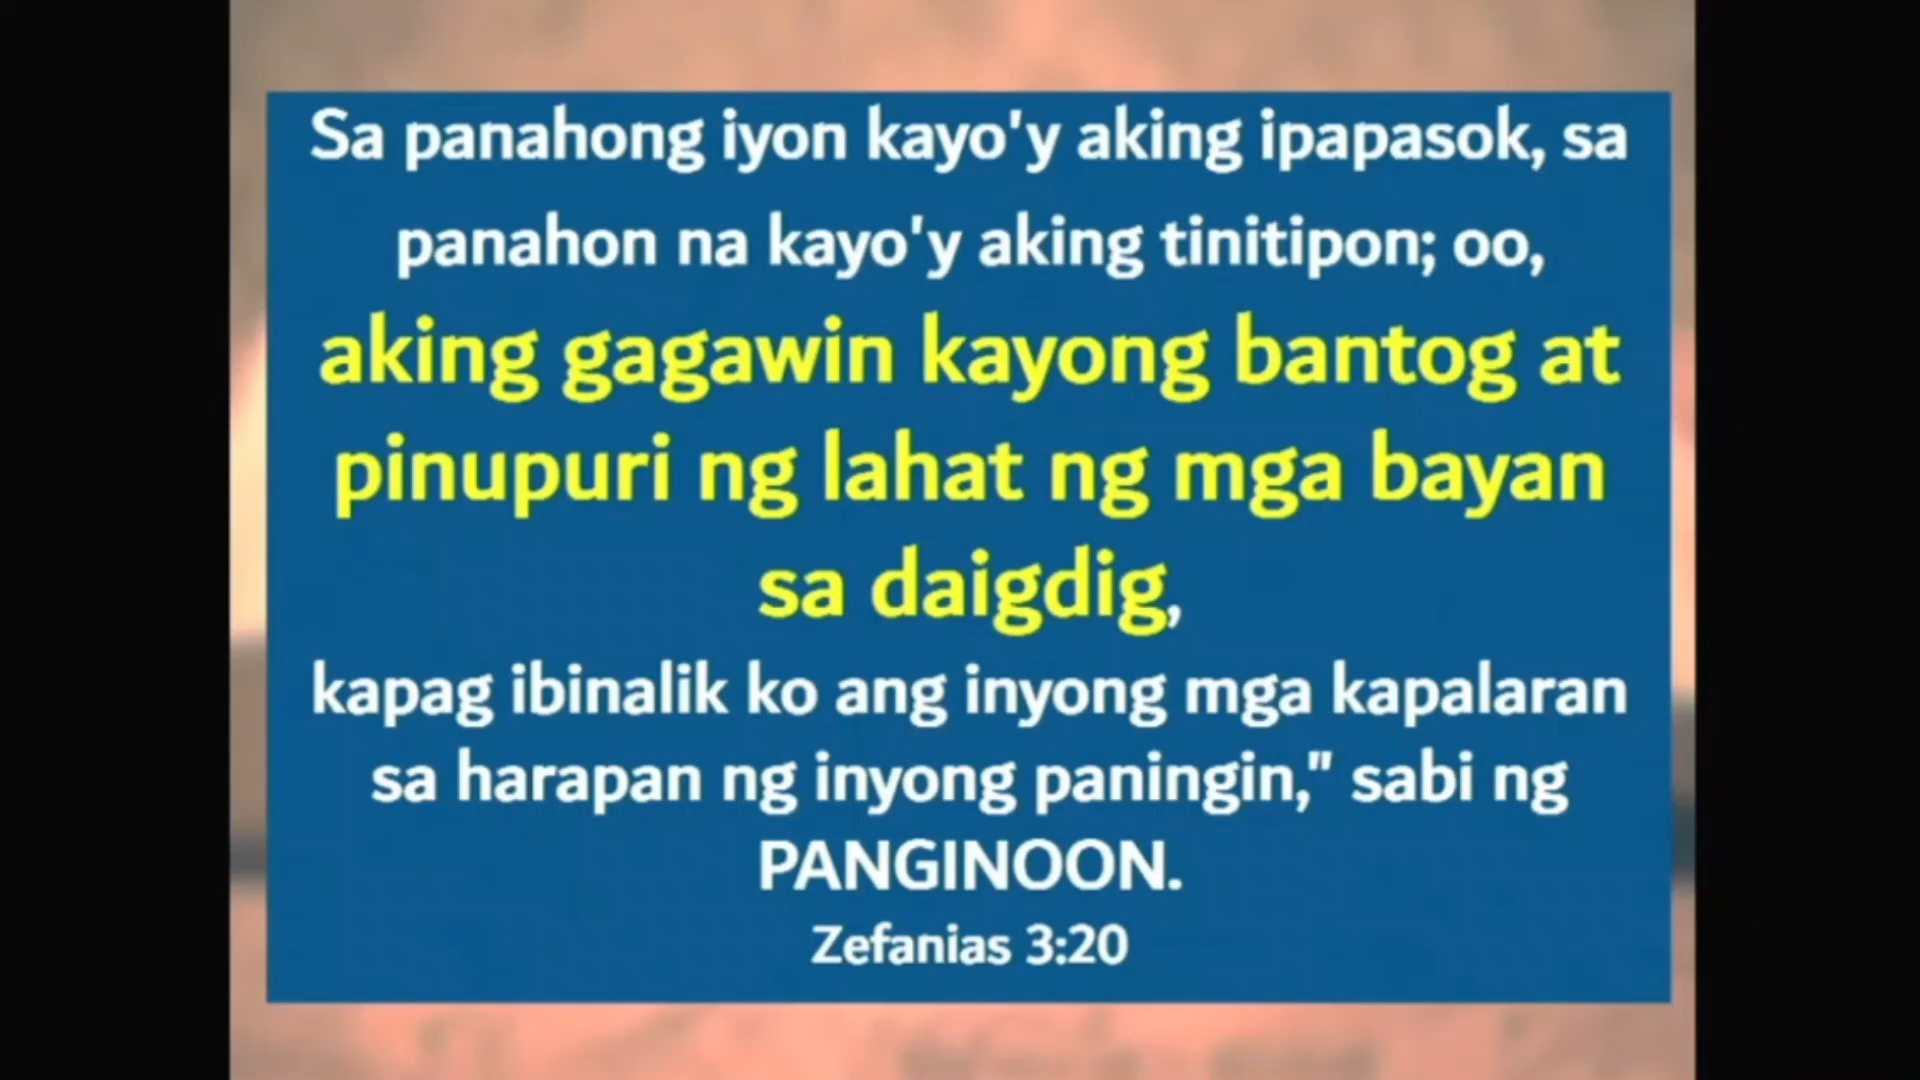 Sa panahong iyon kayo'y aking ipapasok, sa
panahon na kayo'y aking tinitipon; oo,
aking gagawin kayong bantog at
pinupuri ng lahat ng mga bayan
sa daigdig,
kapag ibinalik ko ang inyong mga kapalaran
sa harapan ng inyong paningin," sabi ng
PANGINOON.
Zefanias 3:20